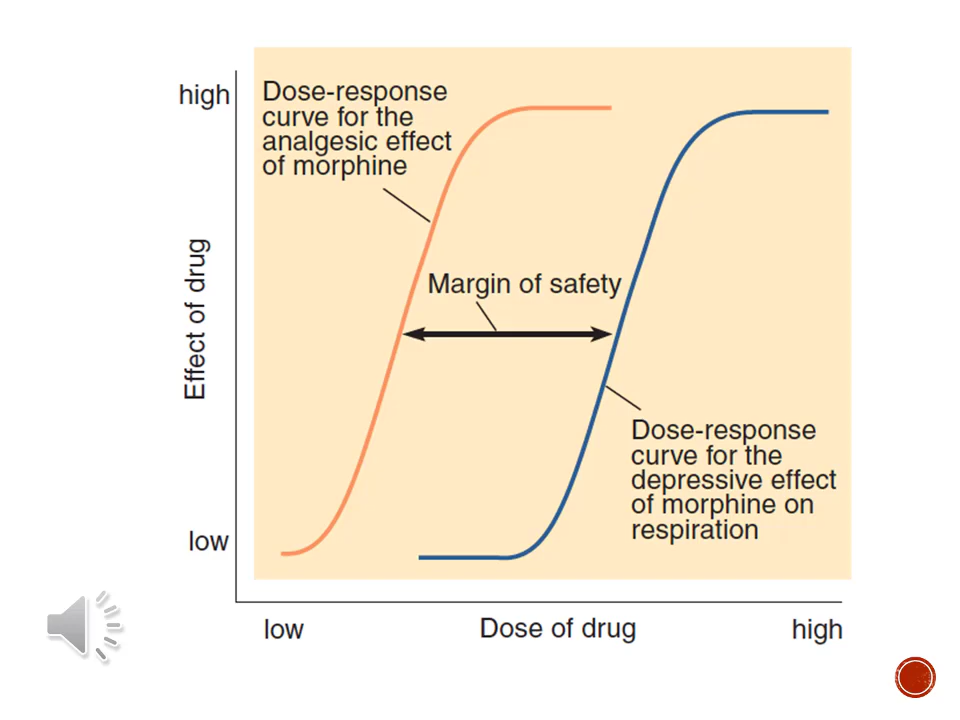 high
Dose-response
curve for the
analgesic effect
of morphine
Margin of safety
Effect of drug
Dose-response
curve for the
depressive effect
of morphine on
respiration
low
low
Dose of drug
high